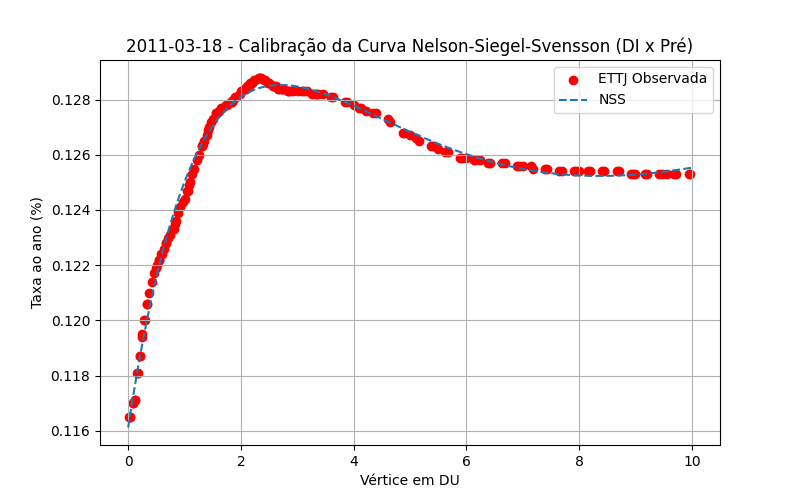 2011-03-18 - Calibração da Curva Nelson-Siegel-Svensson (DI x Pré)
ETTJ Observada
NSS
Taxa ao ano (%)
0.128
0.126
0.124
0.122
0.120
0.118
0.116
0 2 4 6 8 10
Vértice em DU